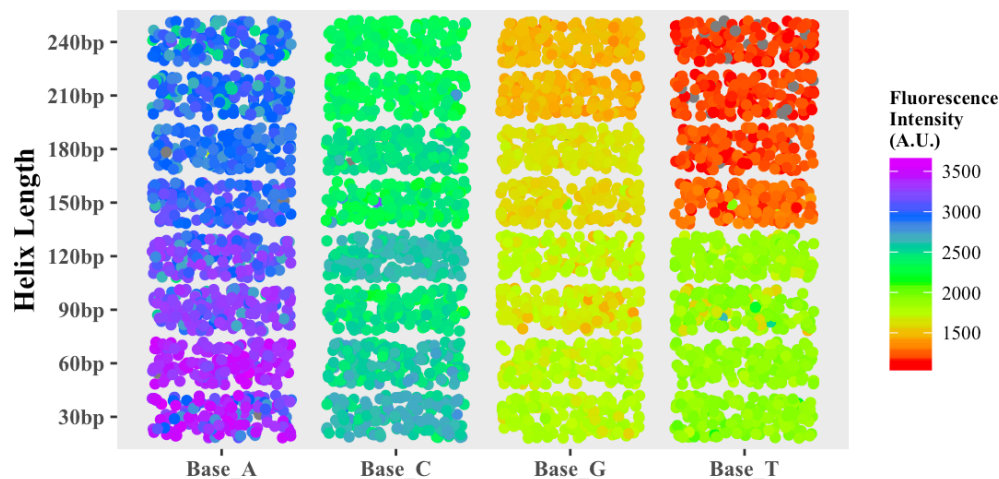 Helix Length
240bp
210bp
180bp
150bp
120bp
90bp
60bp
30bp
Base_A Base_C Base_G Base_T
Fluorescence
Intensity
(A.U.)
3500
3000
2500
2000
1500